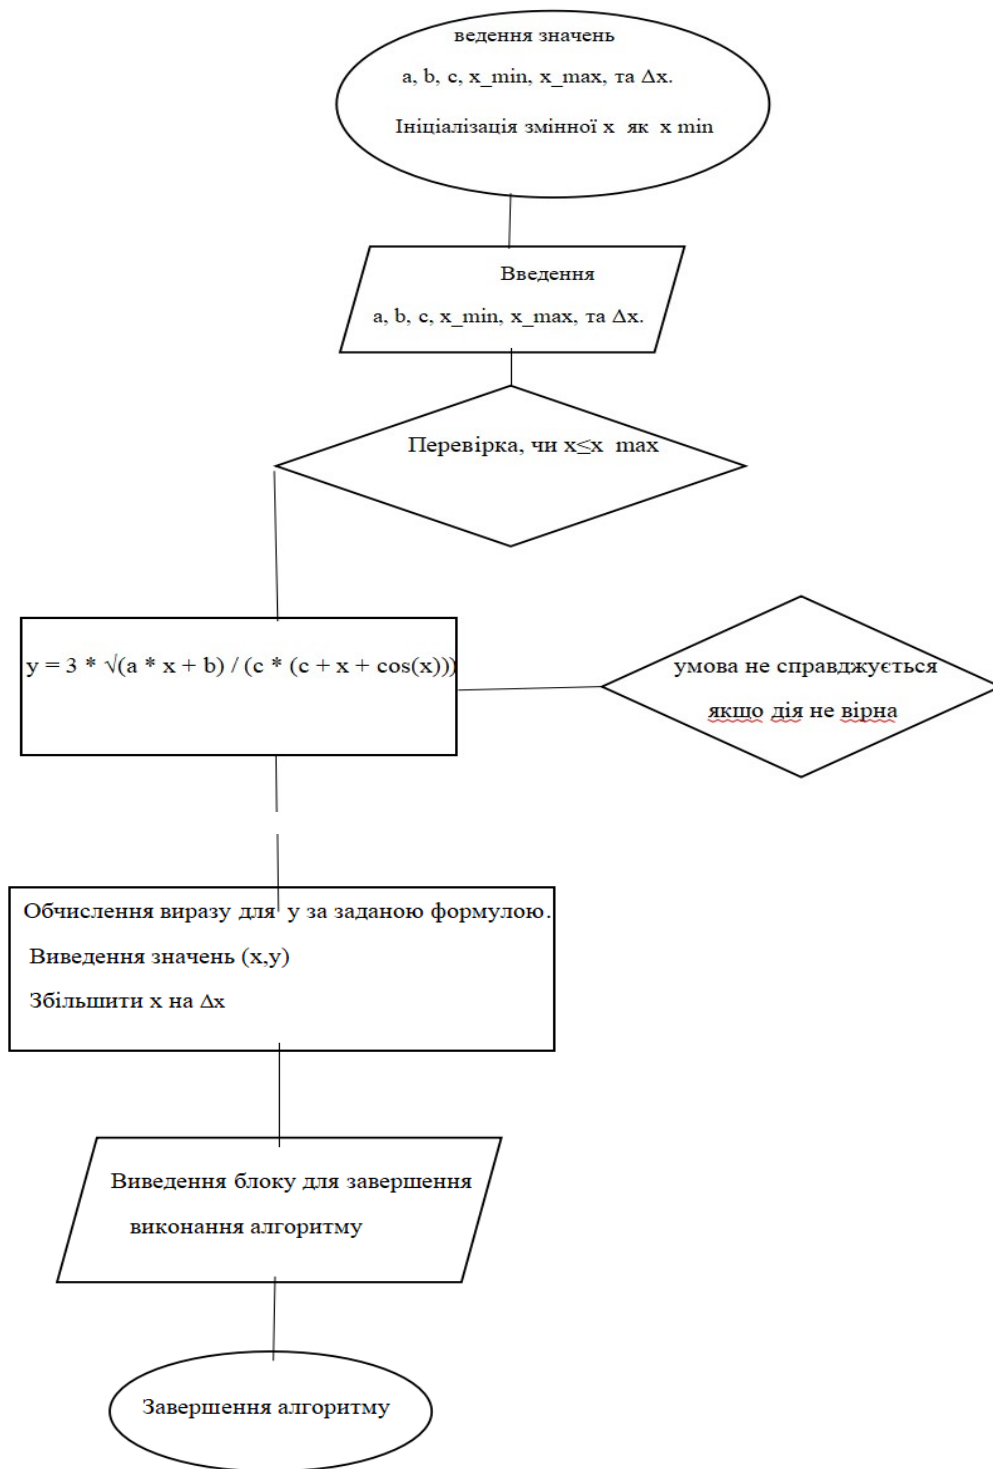 ведення значень
a, b, c, x_min, x_max, та Δx.
Ініціалізація змінної x як x min
Введення
a, b, c, x_min, x_max, та Δx.
Перевірка, чи x≤x max
y = 3 * √(a * x + b) / (c * (c + x + cos(x)))
умова не справджується
якщо дія не вірна
Обчислення виразу для y за заданою формулою.
Виведення значень (x,y)
Збільшити x на Δx
Виведення блоку для завершення
виконання алгоритму
Завершення алгоритму